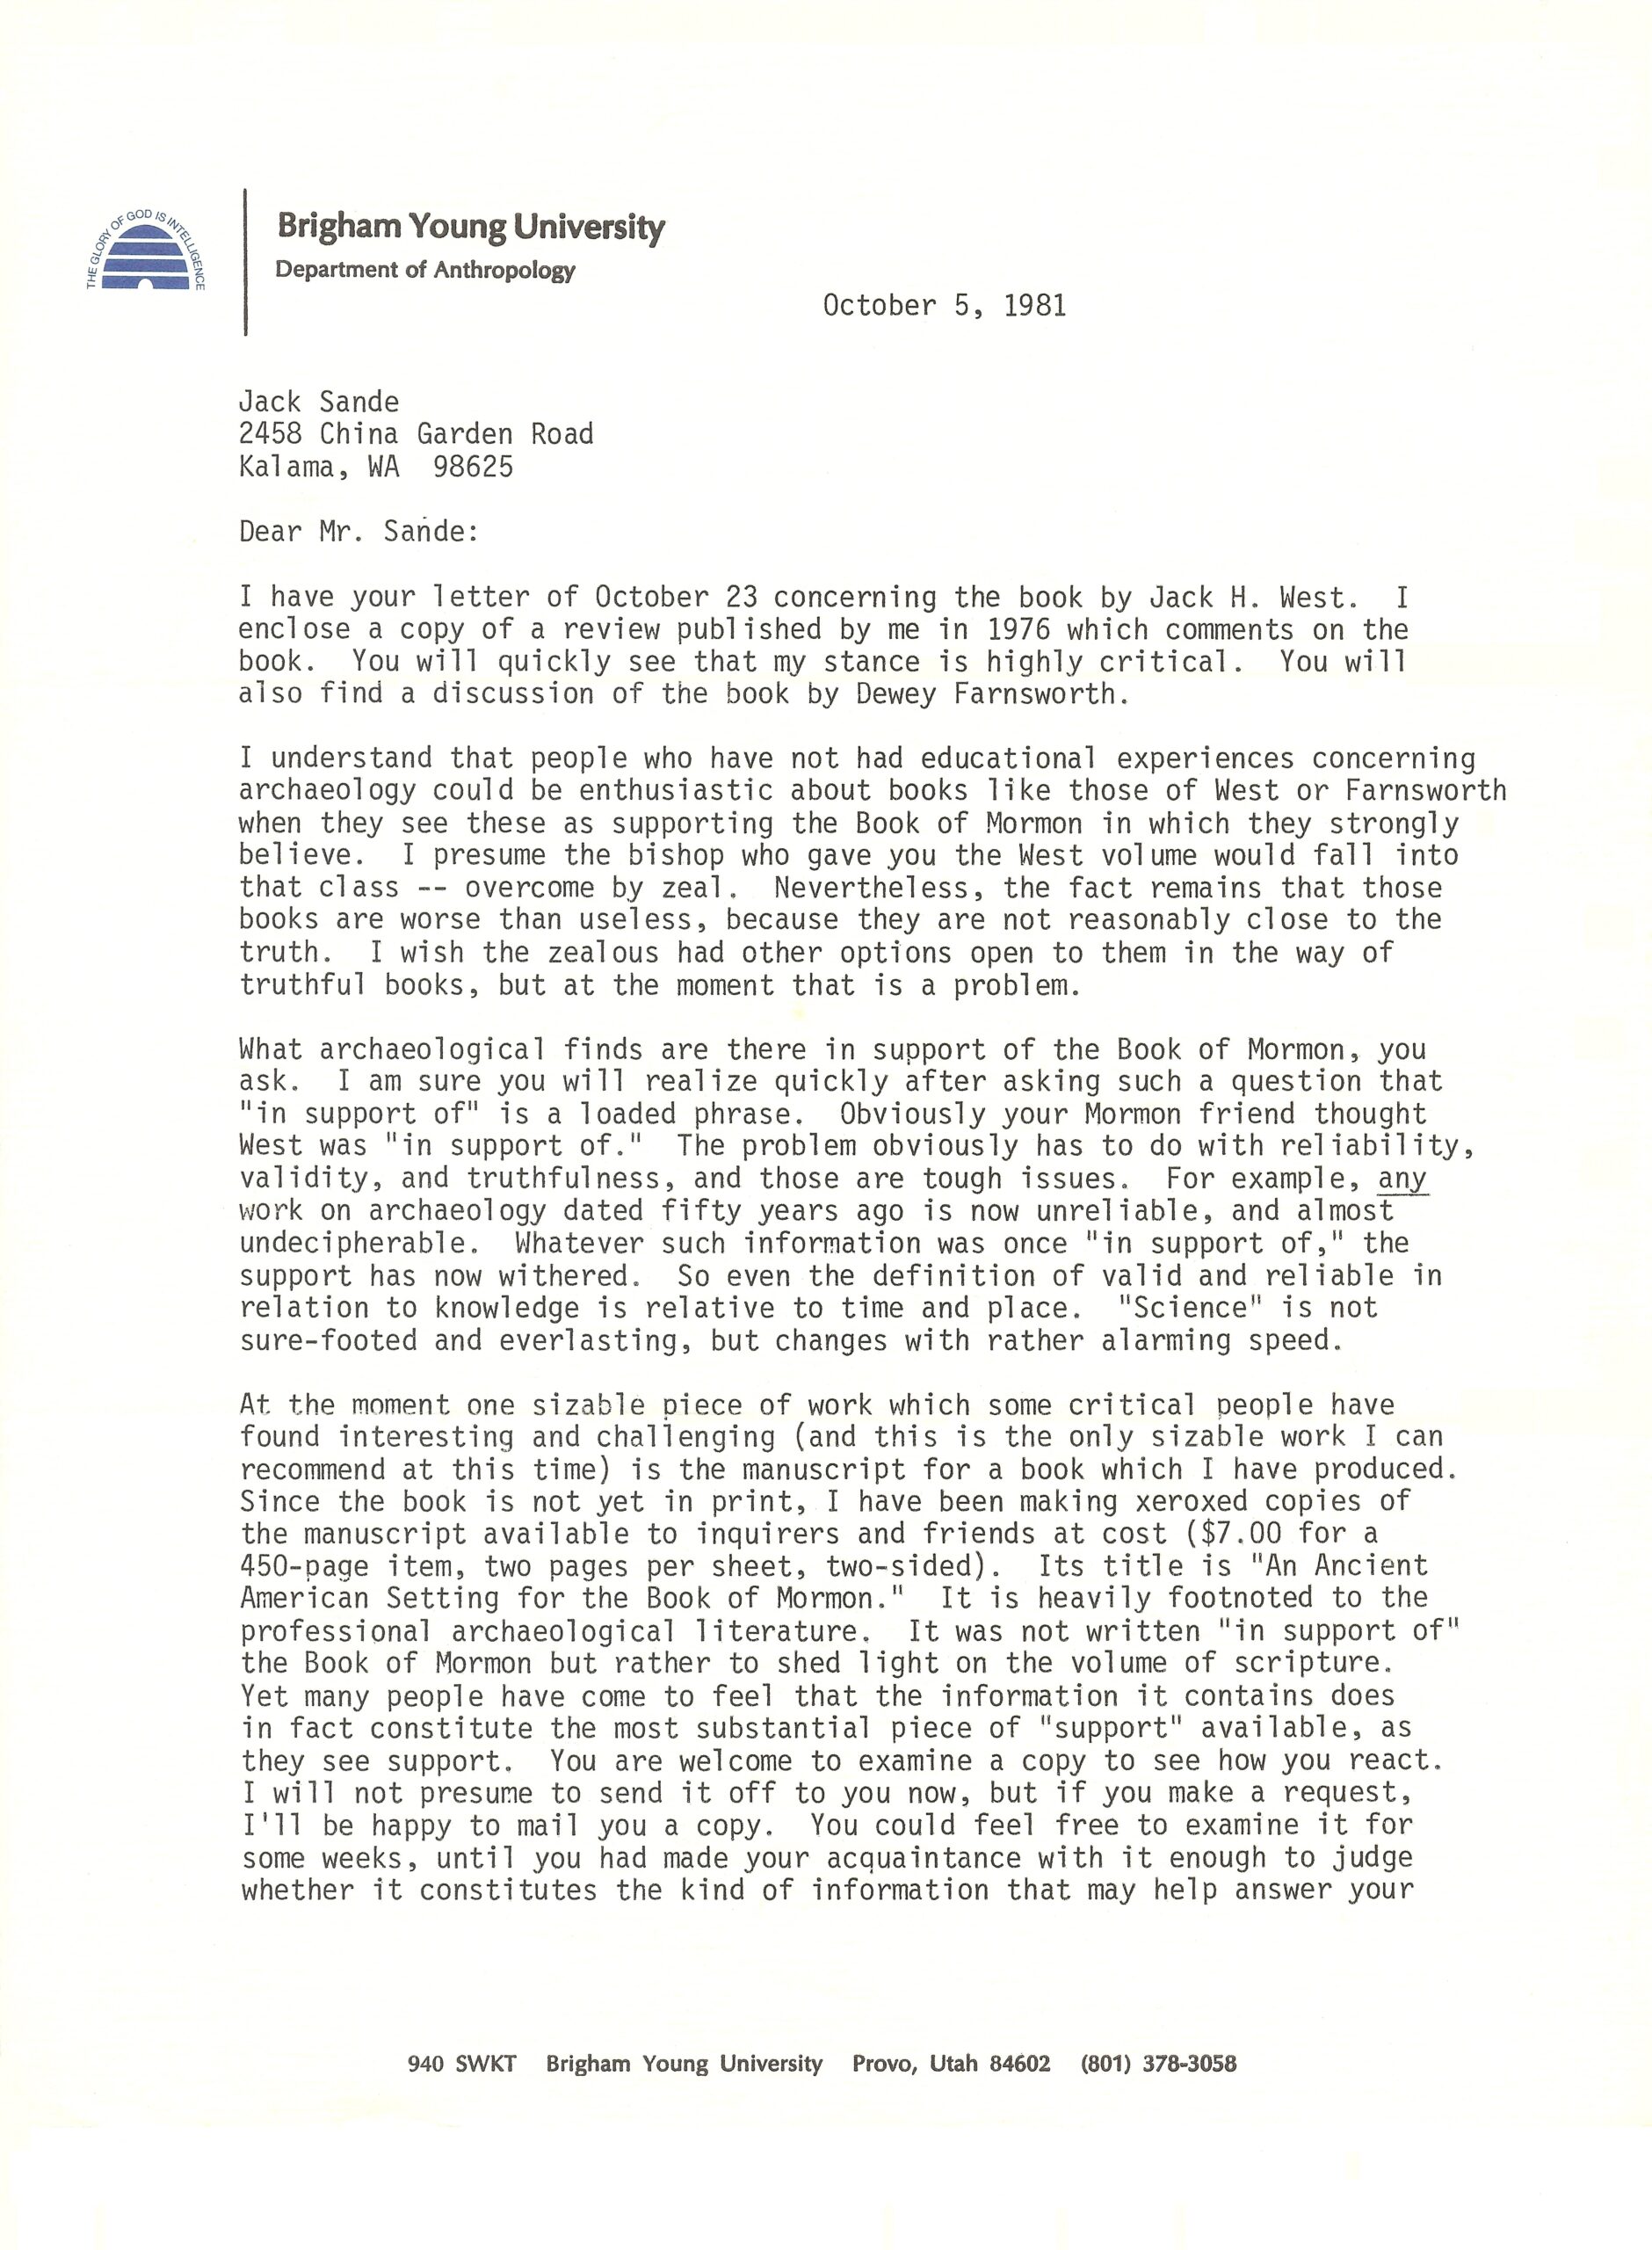 THE GLORY OF GOD IS INTELLIGENCE
Brigham Young University
Department of Anthropology
October 5, 1981
Jack Sande
2458 China Garden Road
Kalama, WA  98625
Dear Mr. Sande:
I have your letter of October 23 concerning the book by Jack H. West.  I
enclose a copy of a review published by me in 1976 which comments on the
book.  You will quickly see that my stance is highly critical.  You will
also find a discussion of the book by Dewey Farnsworth.
I understand that people who have not had educational experiences concerning
archaeology could be enthusiastic about books like those of West or Farnsworth
when they see these as supporting the Book of Mormon in which they strongly
believe.  I presume the bishop who gave you the West volume would fall into
that class -- overcome by zeal.  Nevertheless, the fact remains that those
books are worse than useless, because they are not reasonably close to the
truth.  I wish the zealous had other options open to them in the way of
truthful books, but at the moment that is a problem.
What archaeological finds are there in support of the Book of Mormon, you
ask.  I am sure you will realize quickly after asking such a question that
"in support of" is a loaded phrase.  Obviously your Mormon friend thought
West was "in support of."  The problem obviously has to do with reliability,
validity, and truthfulness, and those are tough issues.  For example, any
work on archaeology dated fifty years ago is now unreliable, and almost
undecipherable.  Whatever such information was once "in support of," the
support has now withered.  So even the definition of valid and reliable in
relation to knowledge is relative to time and place.  "Science" is not
sure-footed and everlasting, but changes with rather alarming speed.
At the moment one sizable piece of work which some critical people have
found interesting and challenging (and this is the only sizable work I can
recommend at this time) is the manuscript for a book which I have produced.
Since the book is not yet in print, I have been making xeroxed copies of
the manuscript available to inquirers and friends at cost ($7.00 for a
450-page item, two pages per sheet, two-sided).  Its title is "An Ancient
American Setting for the Book of Mormon."  It is heavily footnoted to the
professional archaeological literature.  It was not written "in support of"
the Book of Mormon but rather to shed light on the volume of scripture.
Yet many people have come to feel that the information it contains does
in fact constitute the most substantial piece of "support" available, as
they see support.  You are welcome to examine a copy to see how you react.
I will not presume to send it off to you now, but if you make a request,
I'll be happy to mail you a copy.  You could feel free to examine it for
some weeks, until you had made your acquaintance with it enough to judge
whether it constitutes the kind of information that may help answer your
940 SWKT   Brigham Young University   Provo, Utah 84602   (801) 378-3058